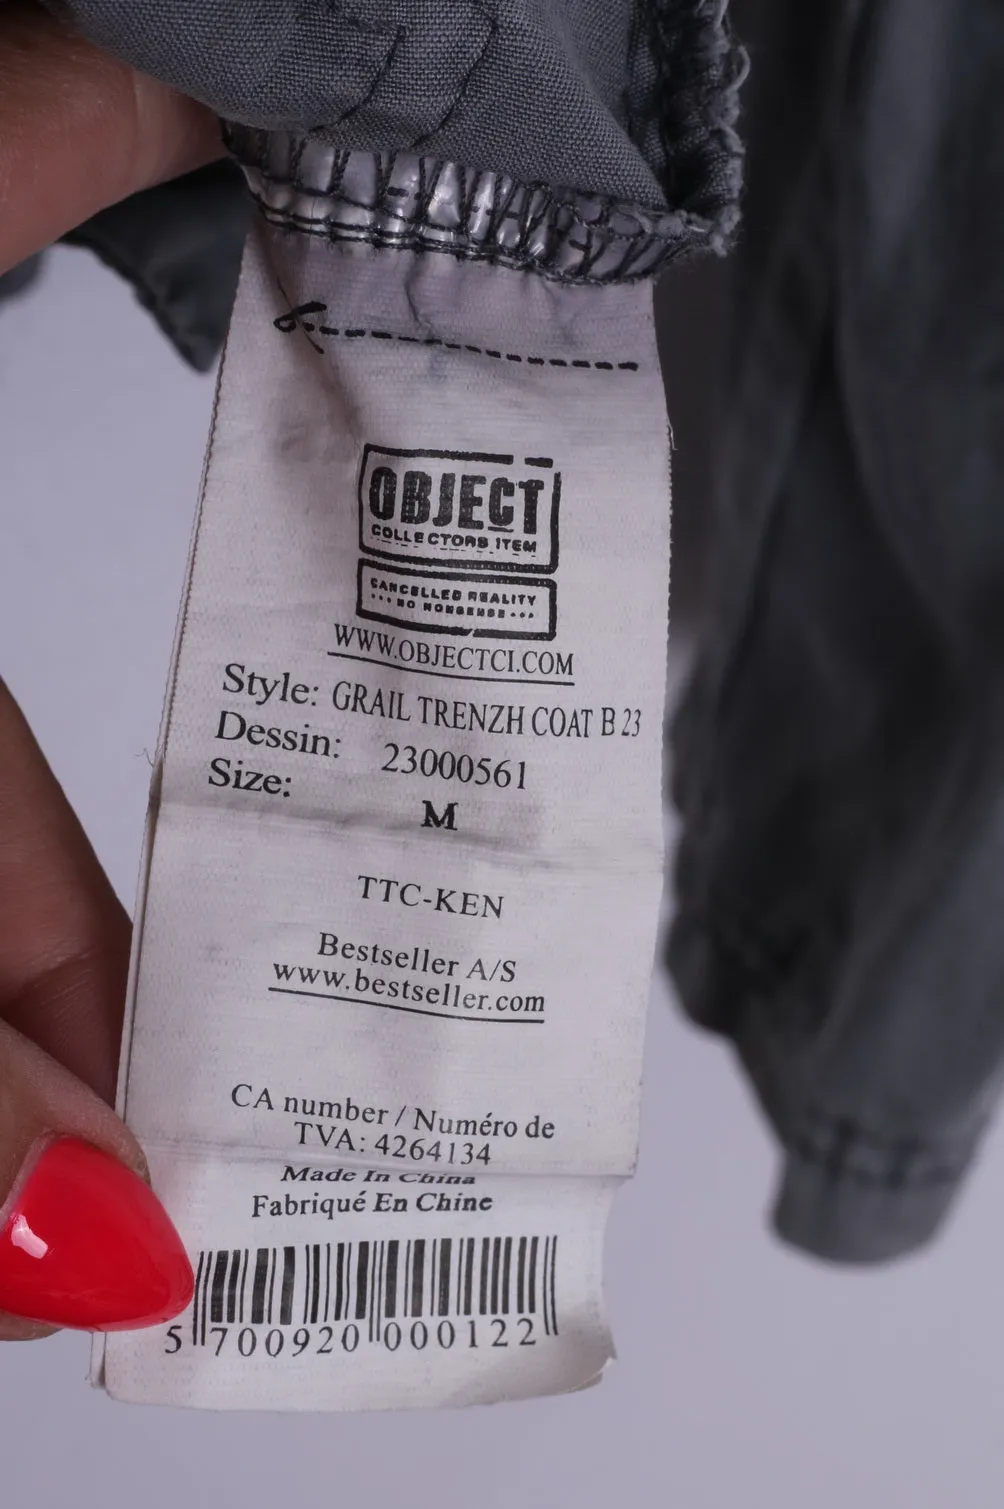 OBJECT
COLLECTORS ITEM
CANCELLED REALITY
••• NO NONSENSE •••
WWW.OBJECTCI.COM
Style: GRAIL TRENZH COAT B 23
Dessin: 23000561
Size: M
TTC-KEN
Bestseller A/S
www.bestseller.com
CA number / Numéro de
TVA: 4264134
Made In China
Fabriqué En Chine
5 700920 000122